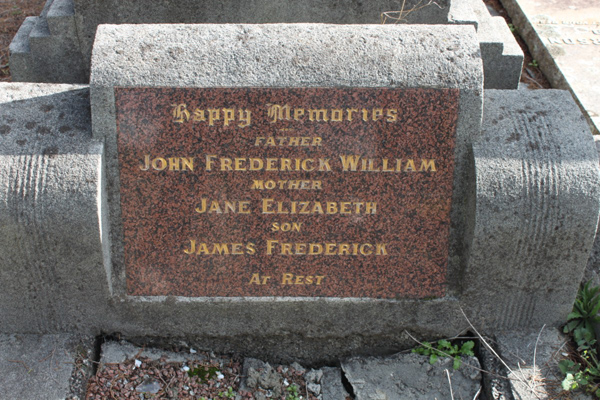 Happy Memories
FATHER
JOHN FREDERICK WILLIAM
MOTHER
JANE ELIZABETH
SON
JAMES FREDERICK
AT REST